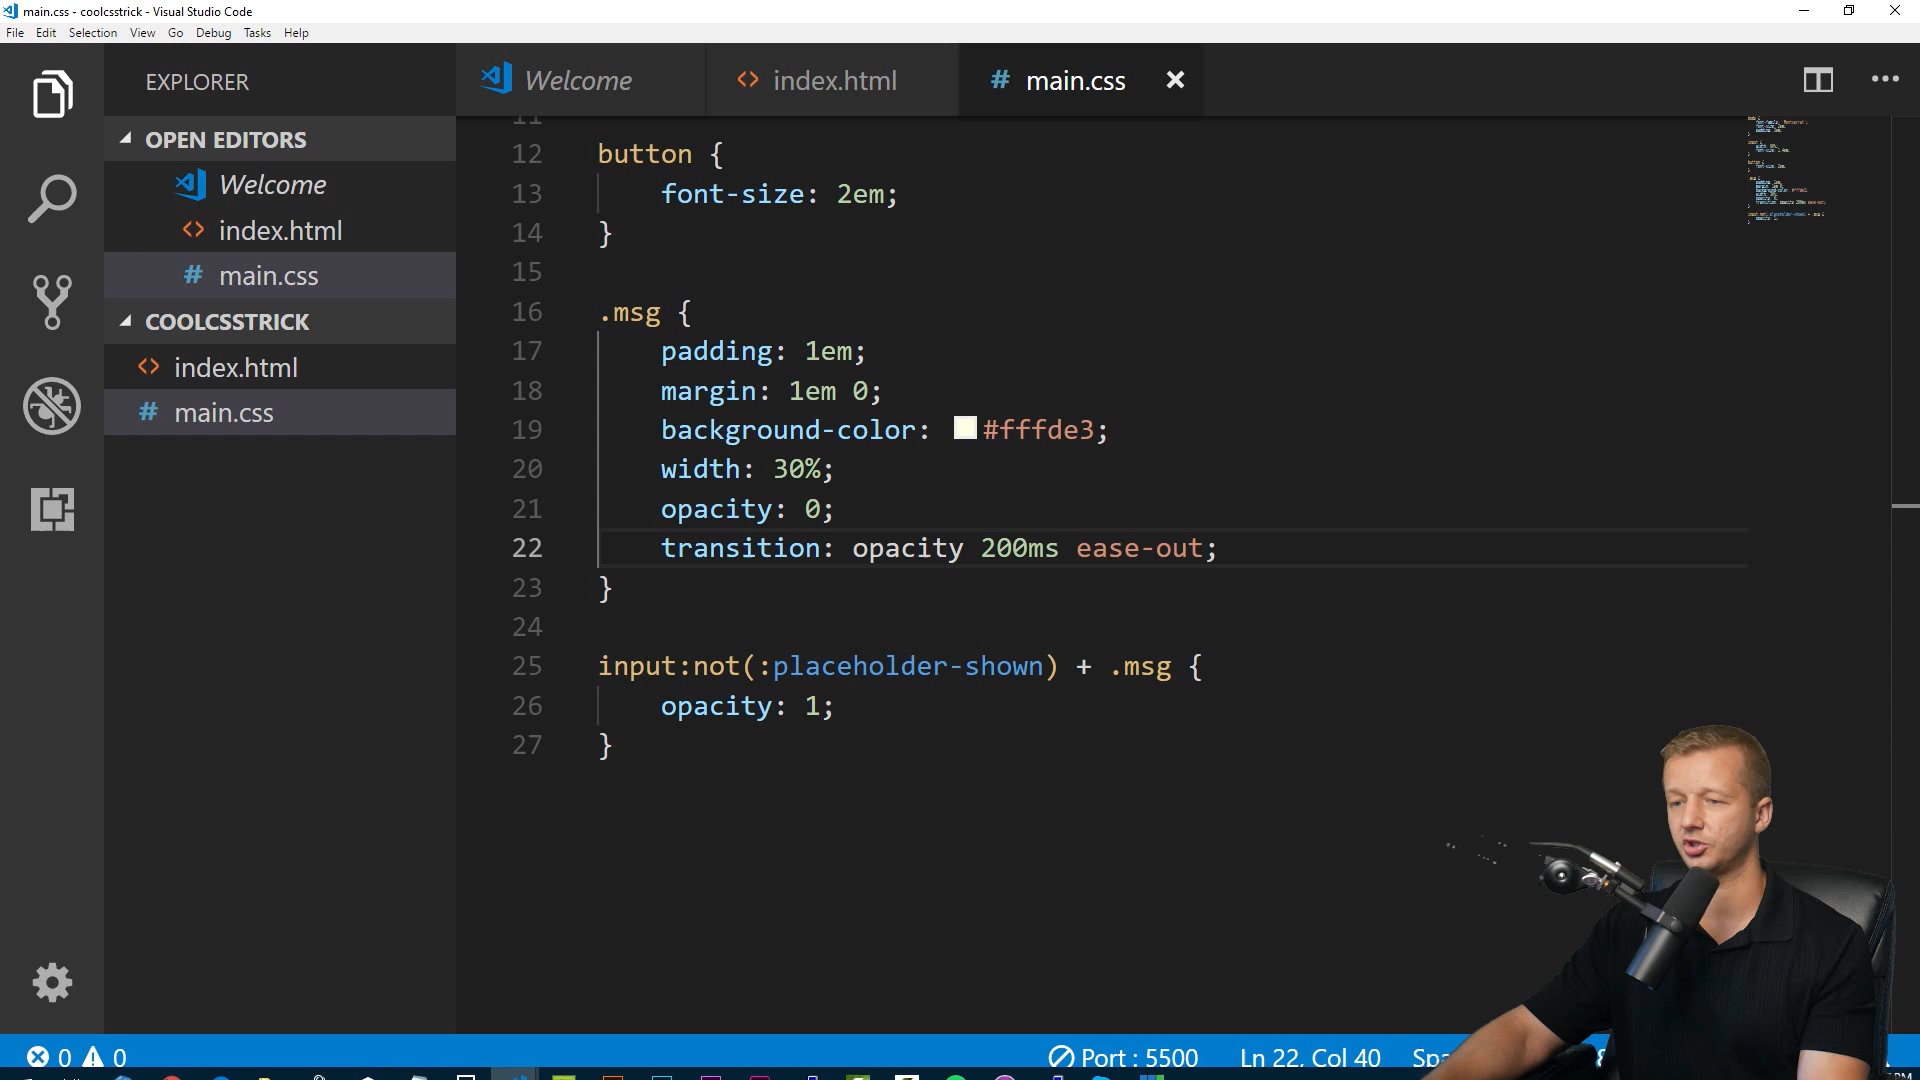 main.css - coolcsstrick - Visual Studio Code
File Edit Selection View Go Debug Tasks Help
EXPLORER
Welcome
index.html
# main.css
OPEN EDITORS
Welcome
index.html
# main.css
COOLCSSTRICK
index.html
# main.css
11
12 button {
13 font-size: 2em;
14 }
15
16 .msg {
17 padding: 1em;
18 margin: 1em 0;
19 background-color: #fffde3;
20 width: 30%;
21 opacity: 0;
22 transition: opacity 200ms ease-out;
23 }
24
25 input:not(:placeholder-shown) + .msg {
26 opacity: 1;
27 }
0 0
Port : 5500
Ln 22, Col 40